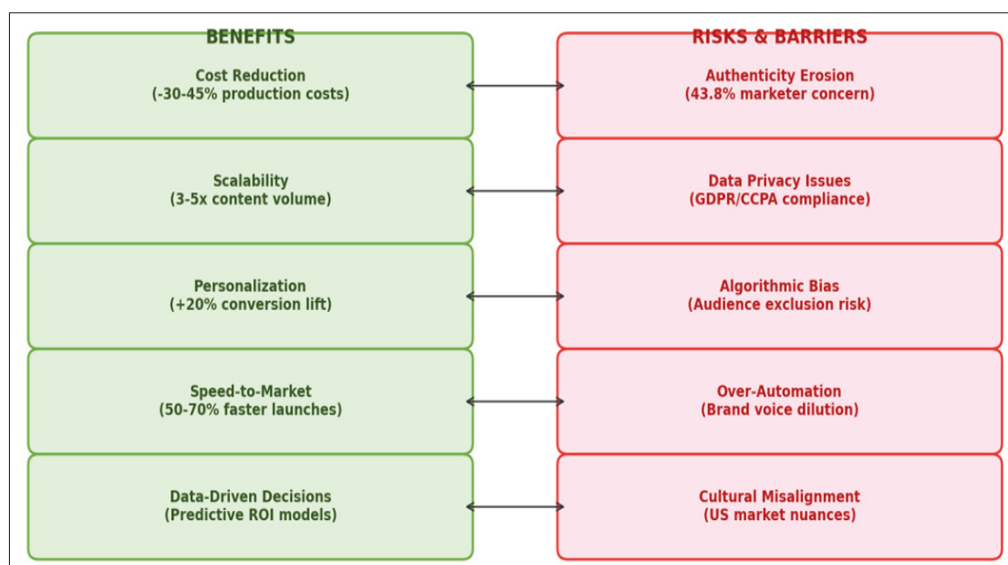 BENEFITS
RISKS & BARRIERS
Cost Reduction
(-30-45% production costs)
Authenticity Erosion
(43.8% marketer concern)
Scalability
(3-5x content volume)
Data Privacy Issues
(GDPR/CCPA compliance)
Personalization
(+20% conversion lift)
Algorithmic Bias
(Audience exclusion risk)
Speed-to-Market
(50-70% faster launches)
Over-Automation
(Brand voice dilution)
Data-Driven Decisions
(Predictive ROI models)
Cultural Misalignment
(US market nuances)